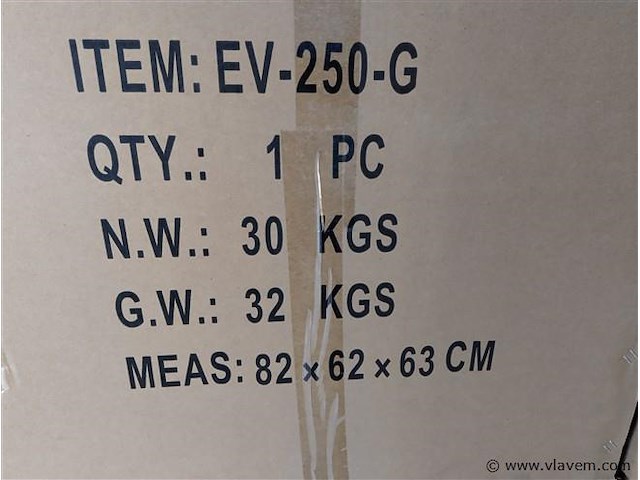 ITEM: EV-250-G
QTY.: 1 PC
N.W.: 30 KGS
G.W.: 32 KGS
MEAS: 82 × 62 × 63 CM
© www.vlavem.com